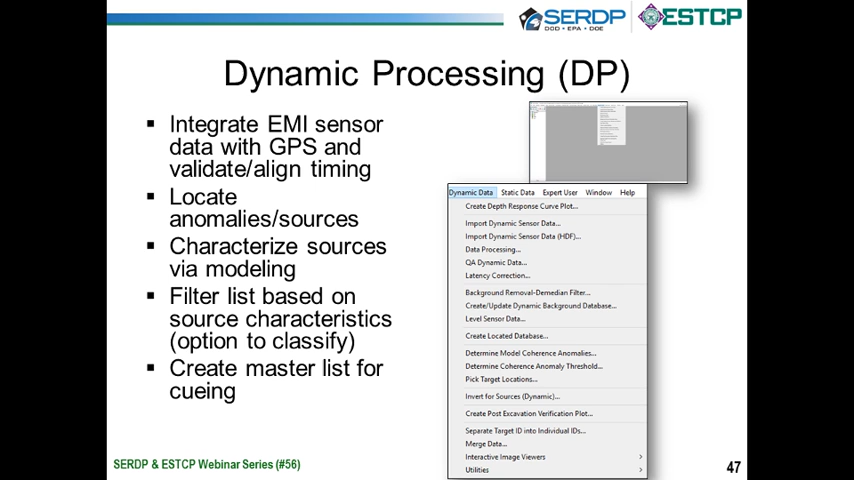 SERDP
DOD • EPA • DOE
ESTCP
Dynamic Processing (DP)
▪ Integrate EMI sensor
data with GPS and
validate/align timing
▪ Locate
anomalies/sources
▪ Characterize sources
via modeling
▪ Filter list based on
source characteristics
(option to classify)
▪ Create master list for
cueing
Dynamic Data Static Data Expert User Window Help
Create Depth Response Curve Plot...
Import Dynamic Sensor Data...
Import Dynamic Sensor Data (HDF)...
Data Processing...
QA Dynamic Data...
Latency Correction...
Background Removal-Demedian Filter...
Create/Update Dynamic Background Database...
Level Sensor Data...
Create Located Database...
Determine Model Coherence Anomalies...
Determine Coherence Anomaly Threshold...
Pick Target Locations...
Invert for Sources (Dynamic)...
Create Post Excavation Verification Plot...
Separate Target ID into Individual IDs...
Merge Data...
Interactive Image Viewers >
Utilities >
SERDP & ESTCP Webinar Series (#56)
47